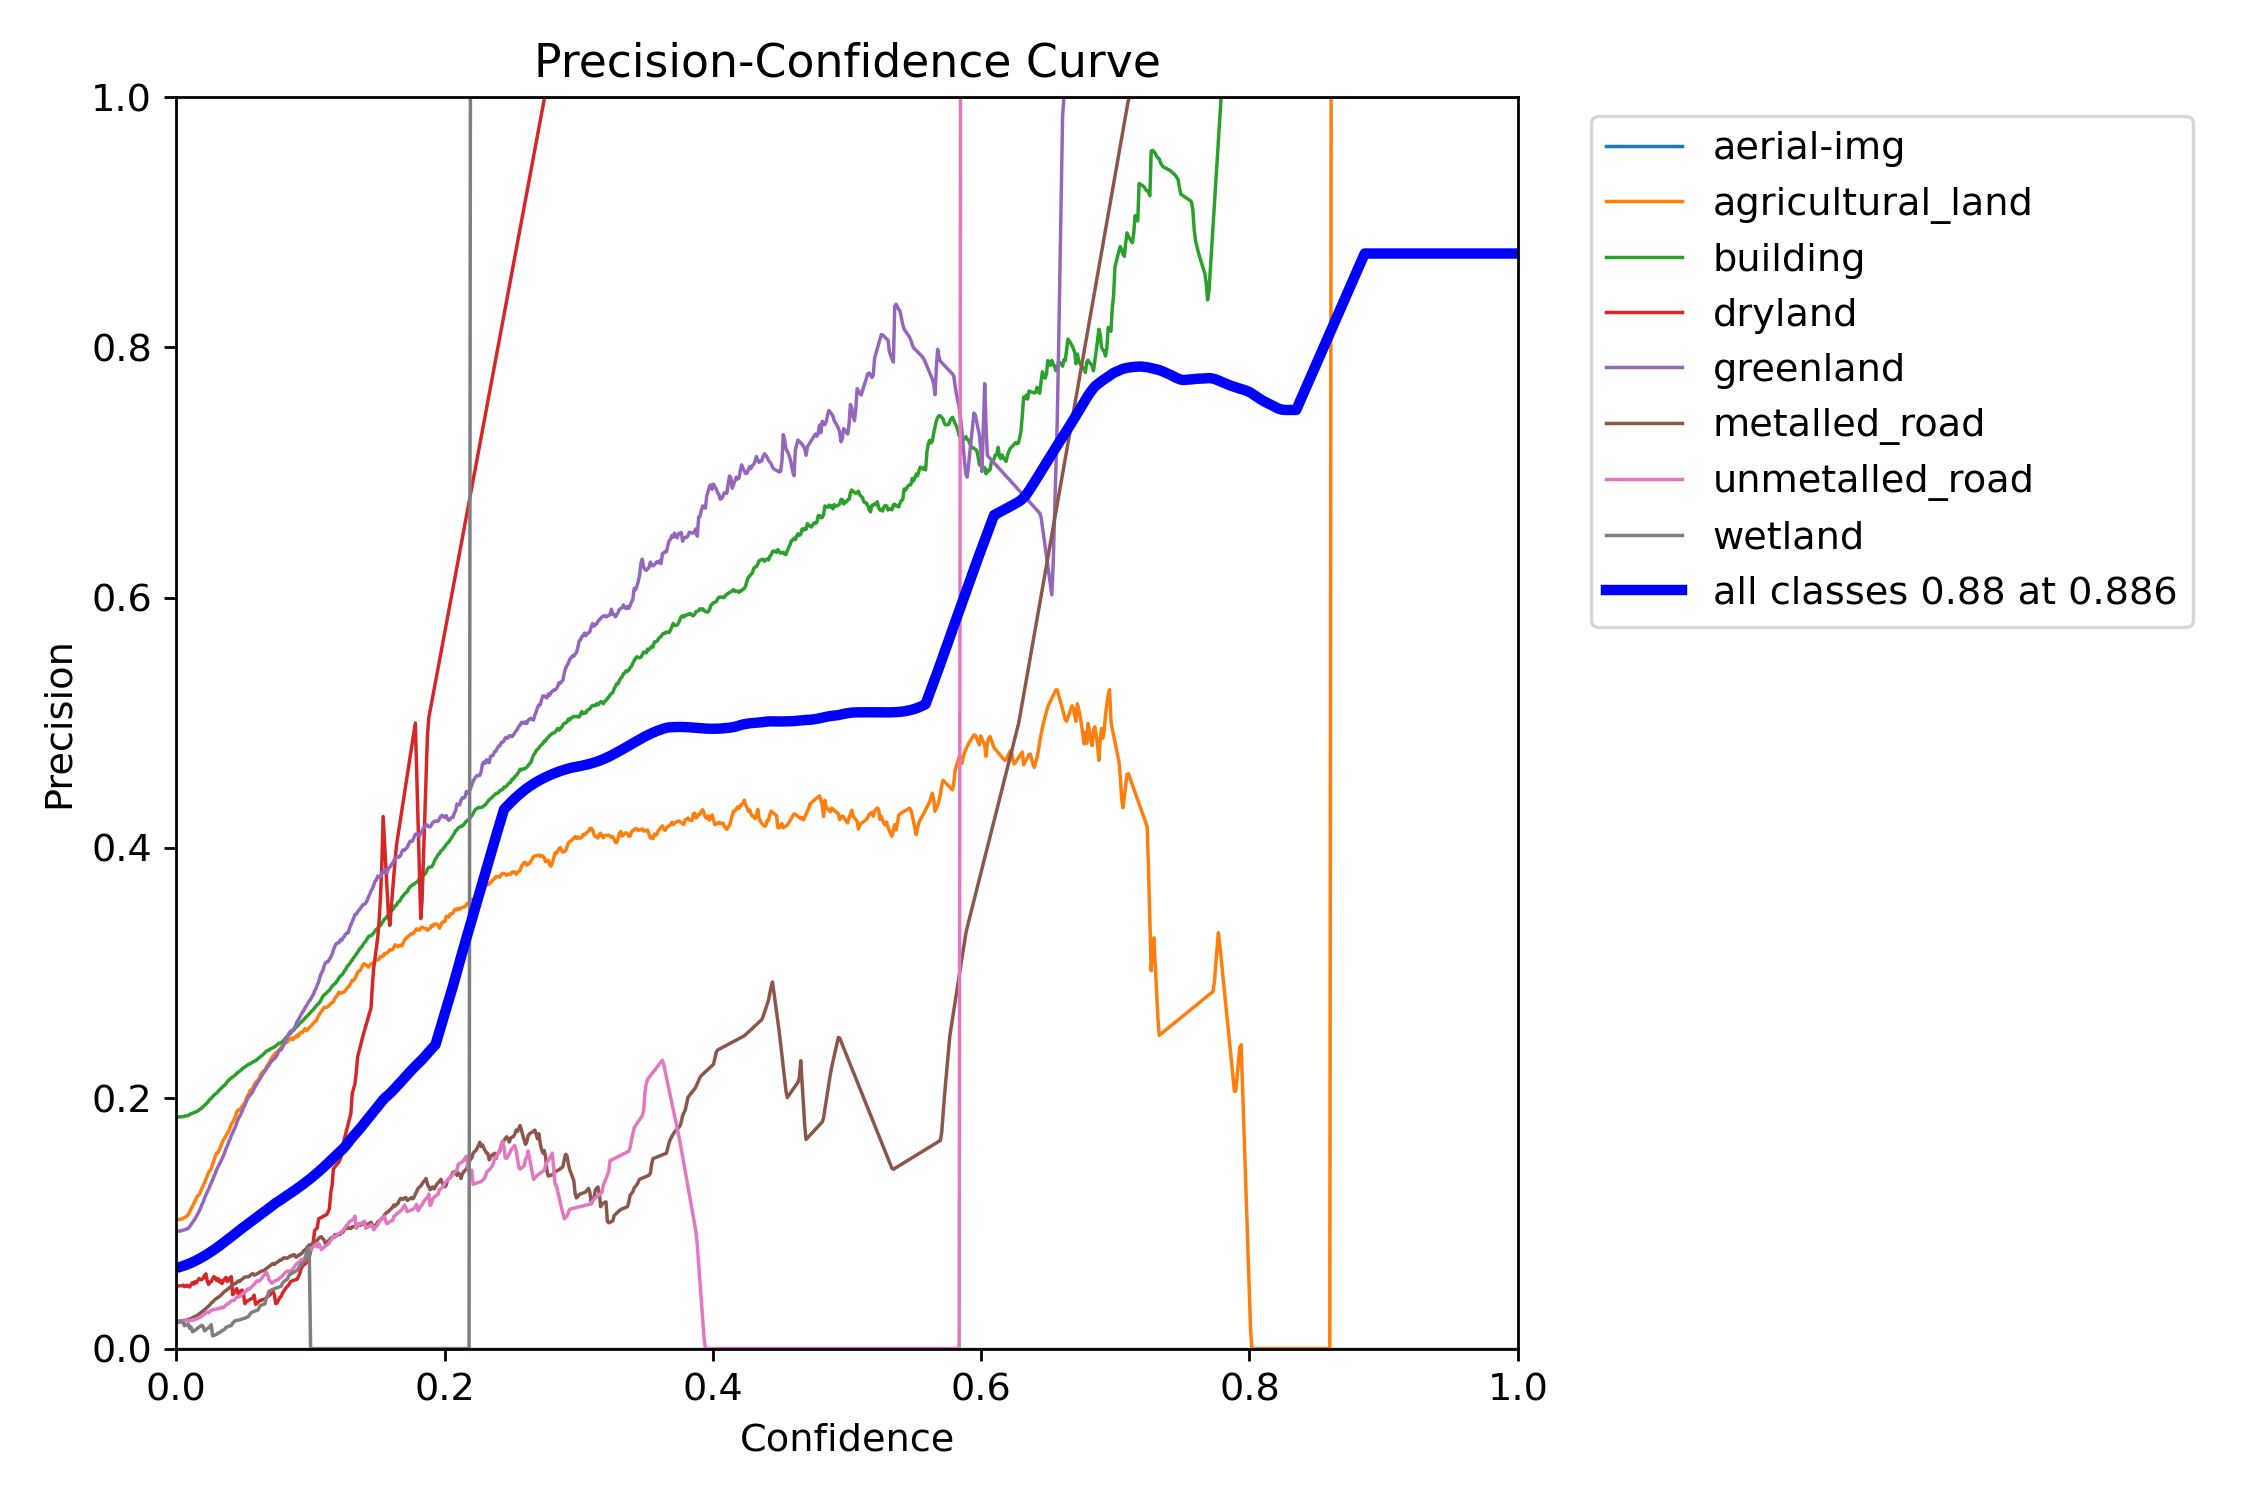 Precision-Confidence Curve
1.0
0.8
0.6
0.4
0.2
0.0
Precision
0.0 0.2 0.4 0.6 0.8 1.0
Confidence
aerial-img
agricultural_land
building
dryland
greenland
metalled_road
unmetalled_road
wetland
all classes 0.88 at 0.886